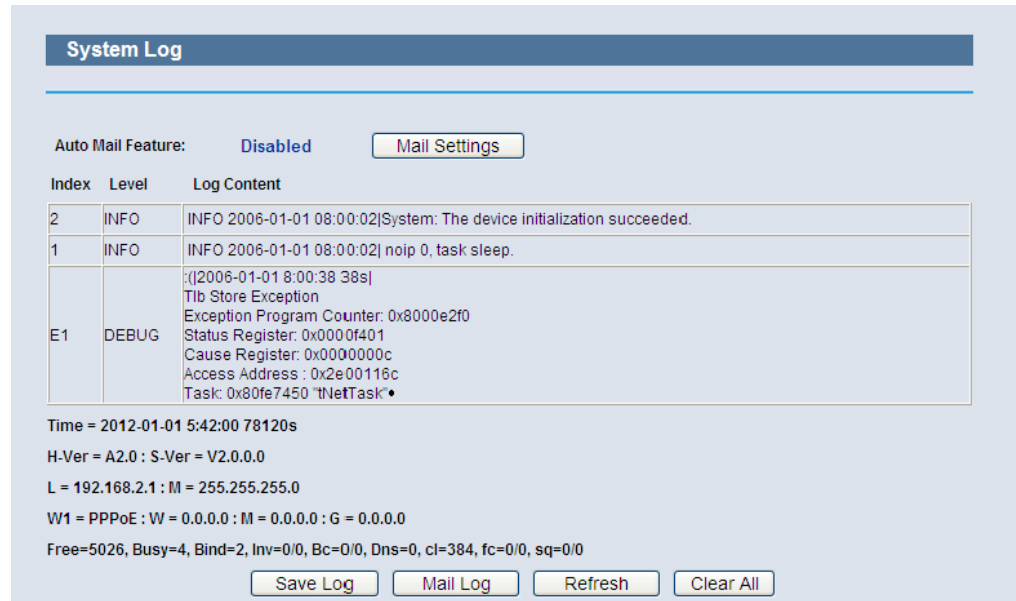 System Log
Auto Mail Feature: Disabled Mail Settings
Index Level Log Content
2 INFO INFO 2006-01-01 08:00:02|System: The device initialization succeeded.
1 INFO INFO 2006-01-01 08:00:02| noip 0, task sleep.
E1 DEBUG :(|2006-01-01 8:00:38 38s|
Tlb Store Exception
Exception Program Counter: 0x8000e2f0
Status Register: 0x0000f401
Cause Register: 0x0000000c
Access Address : 0x2e00116c
Task: 0x80fe7450 "tNetTask"•
Time = 2012-01-01 5:42:00 78120s
H-Ver = A2.0 : S-Ver = V2.0.0.0
L = 192.168.2.1 : M = 255.255.255.0
W1 = PPPoE : W = 0.0.0.0 : M = 0.0.0.0 : G = 0.0.0.0
Free=5026, Busy=4, Bind=2, Inv=0/0, Bc=0/0, Dns=0, cl=384, fc=0/0, sq=0/0
Save Log Mail Log Refresh Clear All